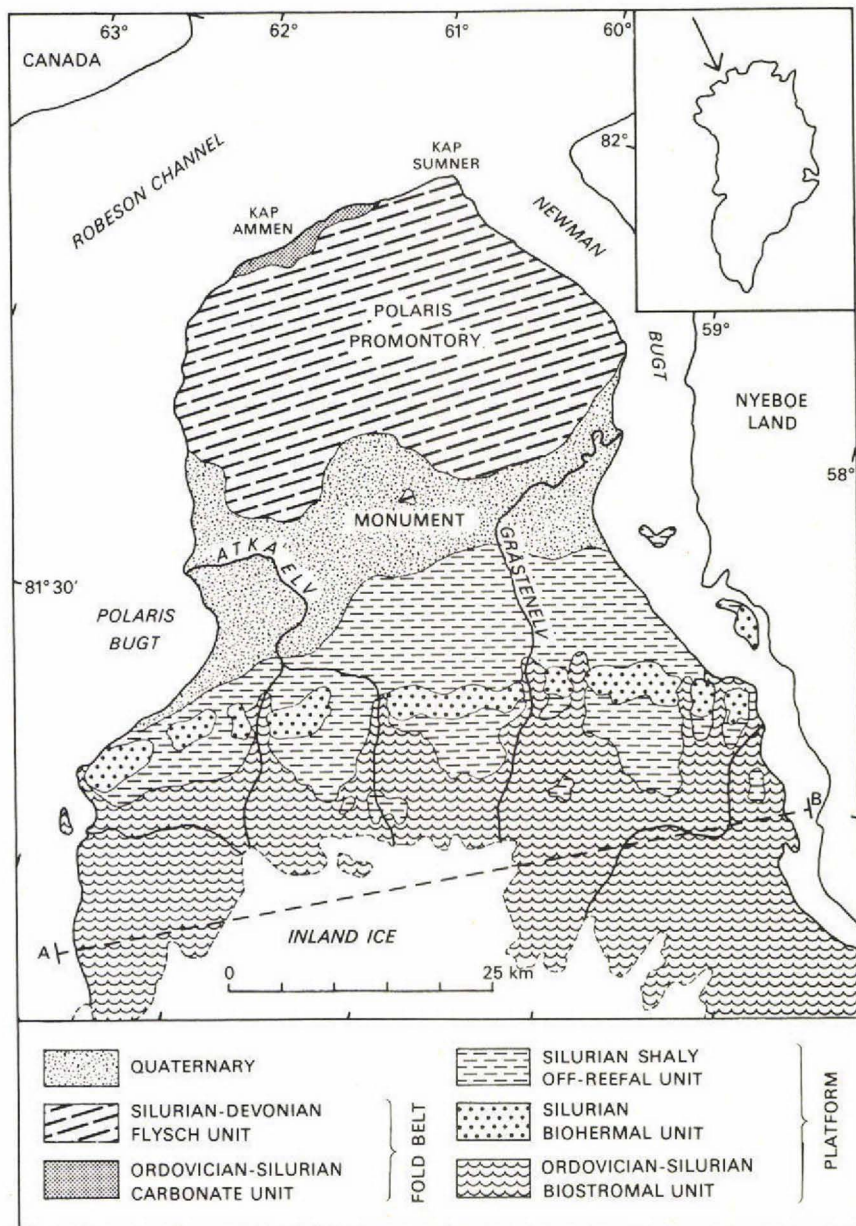 63°
62°
61°
60°
CANADA
82°
KAP
SUMNER
ROBESON CHANNEL
KAP
AMMEN
NEWMAN
BUGT
59°
POLARIS
PROMONTORY
NYEBOE
LAND
58°
MONUMENT
ATKA ELV
GRÅSTENELV
81° 30'
POLARIS
BUGT
B
A
INLAND ICE
0
25 km
QUATERNARY
SILURIAN-DEVONIAN
FLYSCH UNIT
ORDOVICIAN-SILURIAN
CARBONATE UNIT
FOLD BELT
SILURIAN SHALY
OFF-REEFAL UNIT
SILURIAN
BIOHERMAL UNIT
ORDOVICIAN-SILURIAN
BIOSTROMAL UNIT
PLATFORM